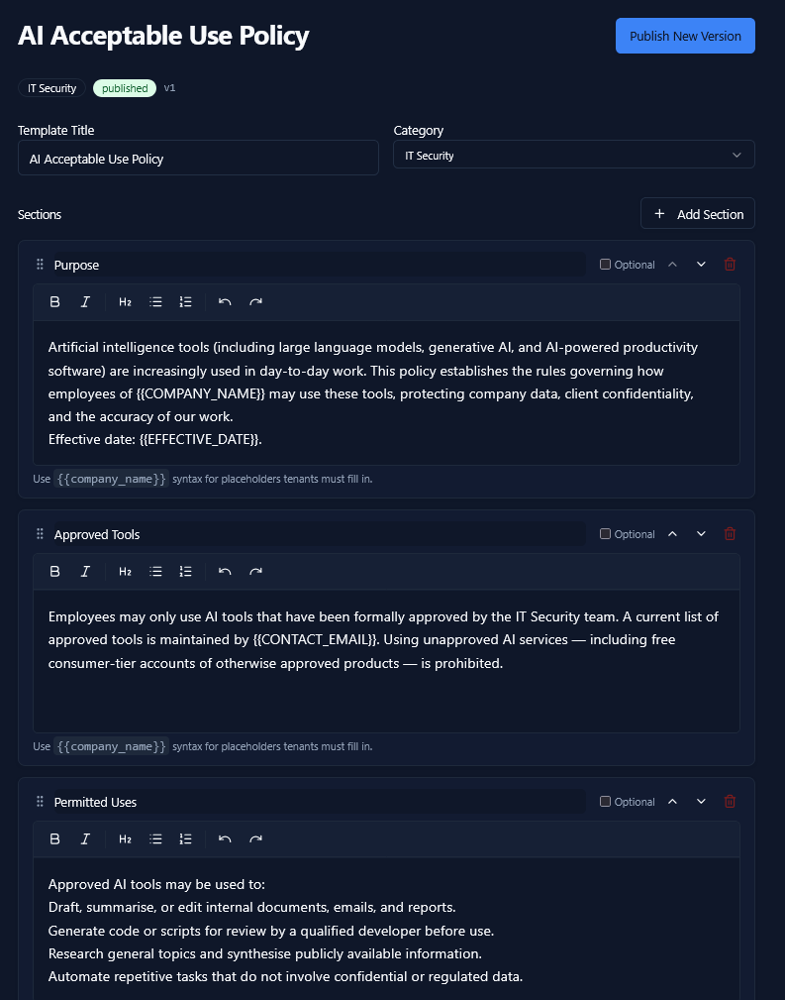 AI Acceptable Use Policy
Publish New Version
IT Security published v1
Template Title
Category
AI Acceptable Use Policy
IT Security
Sections
Add Section
Purpose
Optional
B I H2
Artificial intelligence tools (including large language models, generative AI, and AI-powered productivity
software) are increasingly used in day-to-day work. This policy establishes the rules governing how
employees of {{COMPANY_NAME}} may use these tools, protecting company data, client confidentiality,
and the accuracy of our work.
Effective date: {{EFFECTIVE_DATE}}.
Use {{company_name}} syntax for placeholders tenants must fill in.
Approved Tools
Optional
B I H2
Employees may only use AI tools that have been formally approved by the IT Security team. A current list of
approved tools is maintained by {{CONTACT_EMAIL}}. Using unapproved AI services — including free
consumer-tier accounts of otherwise approved products — is prohibited.
Use {{company_name}} syntax for placeholders tenants must fill in.
Permitted Uses
Optional
B I H2
Approved AI tools may be used to:
Draft, summarise, or edit internal documents, emails, and reports.
Generate code or scripts for review by a qualified developer before use.
Research general topics and synthesise publicly available information.
Automate repetitive tasks that do not involve confidential or regulated data.